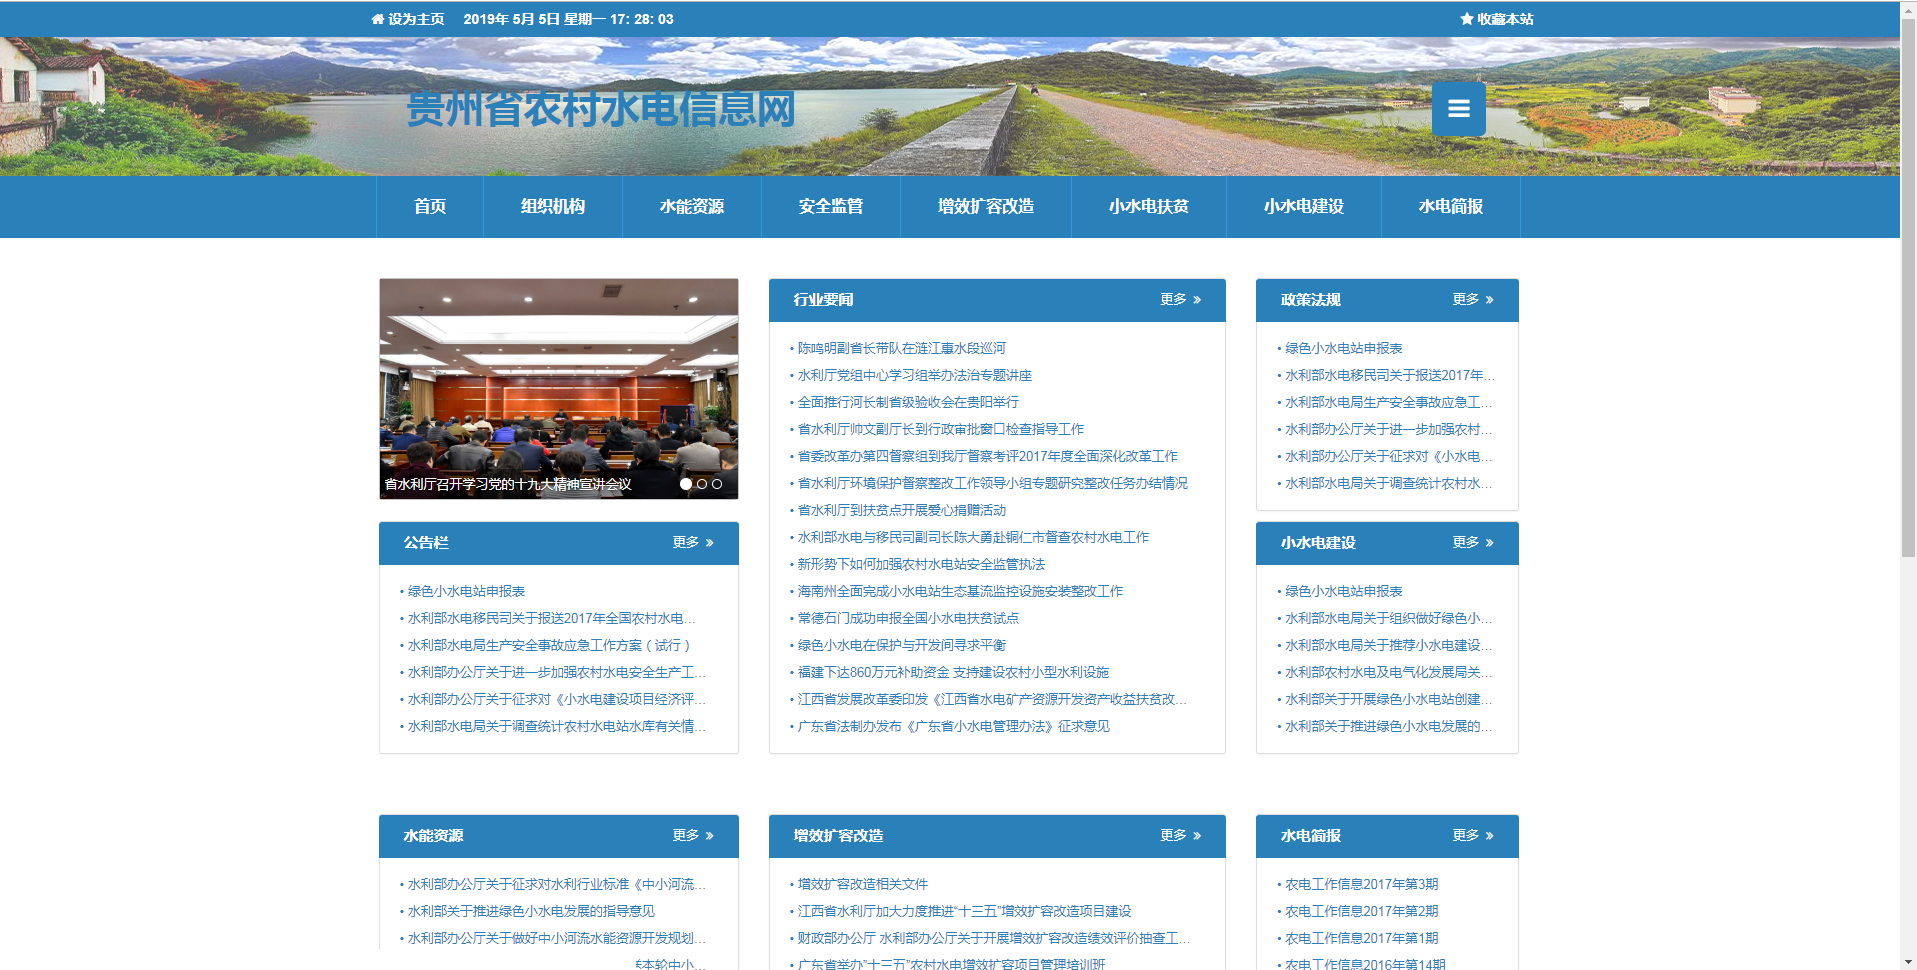 设为主页 2019年 5月 5日 星期一 17: 28: 03 收藏本站
贵州省农村水电信息网
首页 组织机构 水能资源 安全监管 增效扩容改造 小水电扶贫 小水电建设 水电简报
省水利厅召开学习党的十九大精神宣讲会议
公告栏 更多 »
• 绿色小水电站申报表
• 水利部水电移民司关于报送2017年全国农村水电...
• 水利部水电局生产安全事故应急工作方案（试行）
• 水利部办公厅关于进一步加强农村水电安全生产工...
• 水利部办公厅关于征求对《小水电建设项目经济评...
• 水利部水电局关于调查统计农村水电站水库有关情...
行业要闻 更多 »
• 陈鸣明副省长带队在涟江惠水段巡河
• 水利厅党组中心学习组举办法治专题讲座
• 全面推行河长制省级验收会在贵阳举行
• 省水利厅帅文副厅长到行政审批窗口检查指导工作
• 省委改革办第四督察组到我厅督察考评2017年度全面深化改革工作
• 省水利厅环境保护督察整改工作领导小组专题研究整改任务办结情况
• 省水利厅到扶贫点开展爱心捐赠活动
• 水利部水电与移民司副司长陈大勇赴铜仁市督查农村水电工作
• 新形势下如何加强农村水电站安全监管执法
• 海南州全面完成小水电站生态基流监控设施安装整改工作
• 常德石门成功申报全国小水电扶贫试点
• 绿色小水电在保护与开发间寻求平衡
• 福建下达860万元补助资金 支持建设农村小型水利设施
• 江西省发展改革委印发《江西省水电矿产资源开发资产收益扶贫改...
• 广东省法制办发布《广东省小水电管理办法》征求意见
政策法规 更多 »
• 绿色小水电站申报表
• 水利部水电移民司关于报送2017年...
• 水利部水电局生产安全事故应急工...
• 水利部办公厅关于进一步加强农村...
• 水利部办公厅关于征求对《小水电...
• 水利部水电局关于调查统计农村水...
小水电建设 更多 »
• 绿色小水电站申报表
• 水利部水电局关于组织做好绿色小...
• 水利部水电局关于推荐小水电建设...
• 水利部农村水电及电气化发展局关...
• 水利部关于开展绿色小水电站创建...
• 水利部关于推进绿色小水电发展的...
水能资源 更多 »
• 水利部办公厅关于征求对水利行业标准《中小河流...
• 水利部关于推进绿色小水电发展的指导意见
• 水利部办公厅关于做好中小河流水能资源开发规划...
本轮中小...
增效扩容改造 更多 »
• 增效扩容改造相关文件
• 江西省水利厅加大力度推进“十三五”增效扩容改造项目建设
• 财政部办公厅 水利部办公厅关于开展增效扩容改造绩效评价抽查工...
• 广东省举办”十三五”农村水电增效扩容项目管理培训班
水电简报 更多 »
• 农电工作信息2017年第3期
• 农电工作信息2017年第2期
• 农电工作信息2017年第1期
• 农电工作信息2016年第14期